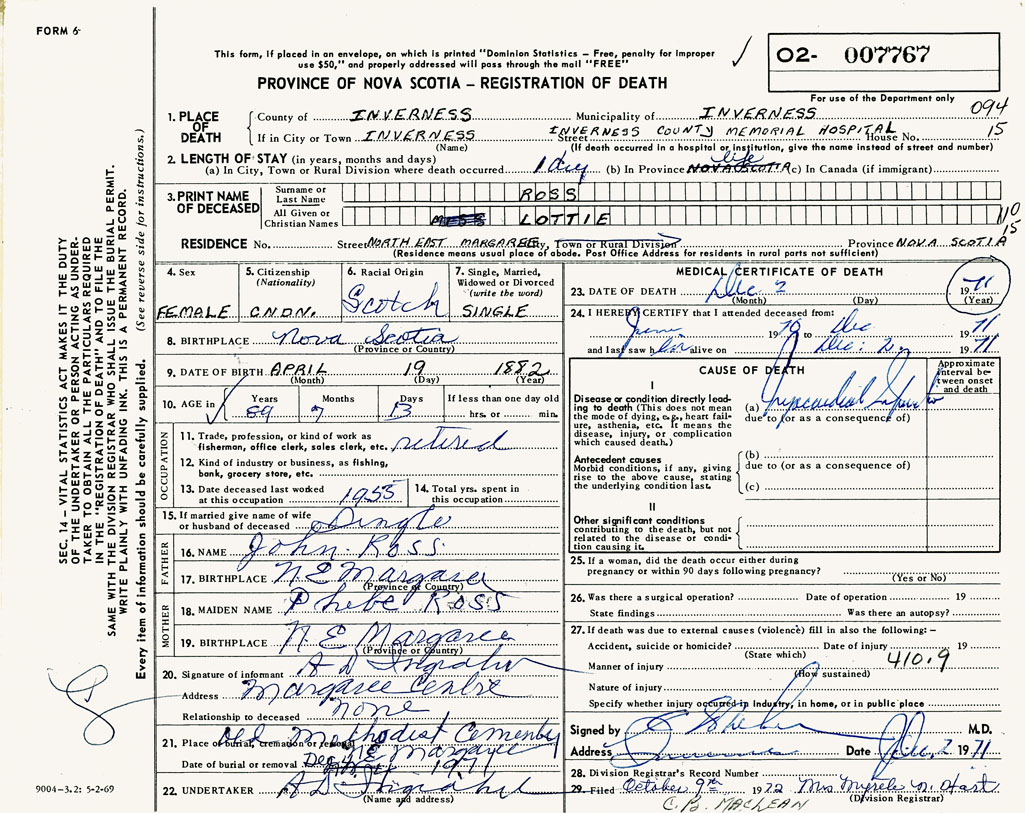 FORM 6
This form, if placed in an envelope, on which is printed "Dominion Statistics – Free, penalty for improper
use $50," and properly addressed will pass through the mail "FREE"
PROVINCE OF NOVA SCOTIA – REGISTRATION OF DEATH
02- 007767
For use of the Department only
094
15
1. PLACE OF DEATH
County of INVERNESS Municipality of INVERNESS
If in City or Town INVERNESS Street INVERNESS COUNTY MEMORIAL HOSPITAL House No.
(Name) (If death occurred in a hospital or institution, give the name instead of street and number)
2. LENGTH OF STAY (in years, months and days)
(a) In City, Town or Rural Division where death occurred 1 day (b) In Province NOVA SCOTIA life (c) In Canada (if immigrant)
3. PRINT NAME OF DECEASED
Surname or Last Name ROSS
All Given or Christian Names MISS LOTTIE
110
15
RESIDENCE No. Street NORTH EAST MARGAREE City, Town or Rural Division Province NOVA SCOTIA
(Residence means usual place of abode. Post Office Address for residents in rural parts not sufficient)
4. Sex
FEMALE
5. Citizenship
(Nationality)
CNDN.
6. Racial Origin
Scotch
7. Single, Married, Widowed or Divorced
(write the word)
SINGLE
8. BIRTHPLACE Nova Scotia
(Province or Country)
9. DATE OF BIRTH APRIL 19 1882
(Month) (Day) (Year)
10. AGE in Years Months Days If less than one day old
89 7 13 hrs. or min.
OCCUPATION
11. Trade, profession, or kind of work as
fisherman, office clerk, sales clerk, etc. retired
12. Kind of industry or business, as fishing,
bank, grocery store, etc.
13. Date deceased last worked
at this occupation 1955
14. Total yrs. spent in
this occupation
15. If married give name of wife
or husband of deceased Single
FATHER
16. NAME John Ross
17. BIRTHPLACE N E Margaree
(Province or Country)
MOTHER
18. MAIDEN NAME Phebe Ross
19. BIRTHPLACE N. E Margaree
(Province or Country)
20. Signature of informant A D Ingraham
Address Margaree Centre
Relationship to deceased none
21. Place of burial, cremation or removal Old Methodist Cemetery
N E Margaree
Date of burial or removal Dec 4 1971
22. UNDERTAKER A D Ingraham
(Name and address)
MEDICAL CERTIFICATE OF DEATH
23. DATE OF DEATH Dec 2 1971
(Month) (Day) (Year)
24. I HEREBY CERTIFY that I attended deceased from:
June 1970 to Dec 1971
and last saw her alive on Dec: 2nd 1971
CAUSE OF DEATH
Approximate interval between onset and death
I
Disease or condition directly leading
to death (This does not mean
the mode of dying, e.g., heart failure,
asthenia, etc. It means the
disease, injury, or complication
which caused death.)
(a) Myocardial Infarction
due to (or as a consequence of)
Antecedent causes
Morbid conditions, if any, giving
rise to the above cause, stating
the underlying condition last.
(b)
due to (or as a consequence of)
(c)
II
Other significant conditions
contributing to the death, but not
related to the disease or condition
causing it.
25. If a woman, did the death occur either during
pregnancy or within 90 days following pregnancy?
(Yes or No)
26. Was there a surgical operation? Date of operation 19
State findings Was there an autopsy?
27. If death was due to external causes (violence) fill in also the following: –
Accident, suicide or homicide? Date of injury 19
(State which)
410.9
Manner of injury
(How sustained)
Nature of injury
Specify whether injury occurred in industry, in home, or in public place
Signed by M.D.
Address Inverness Date Dec. 2 1971
28. Division Registrar's Record Number
29. Filed October 9th 1972 Mrs Myrtle Hart
(Division Registrar)
C. B. MACLEAN
SEC. 14 – VITAL STATISTICS ACT MAKES IT THE DUTY
OF THE UNDERTAKER OR PERSON ACTING AS UNDERTAKER
TO OBTAIN ALL THE PARTICULARS REQUIRED
IN THE "REGISTRATION OF DEATH" AND TO FILE THE
SAME WITH THE DIVISION REGISTRAR WHO SHALL ISSUE THE BURIAL PERMIT.
WRITE PLAINLY WITH UNFADING INK. THIS IS A PERMANENT RECORD.
Every item of information should be carefully supplied. (See reverse side for instructions.)
9004-3.2: 5-2-69